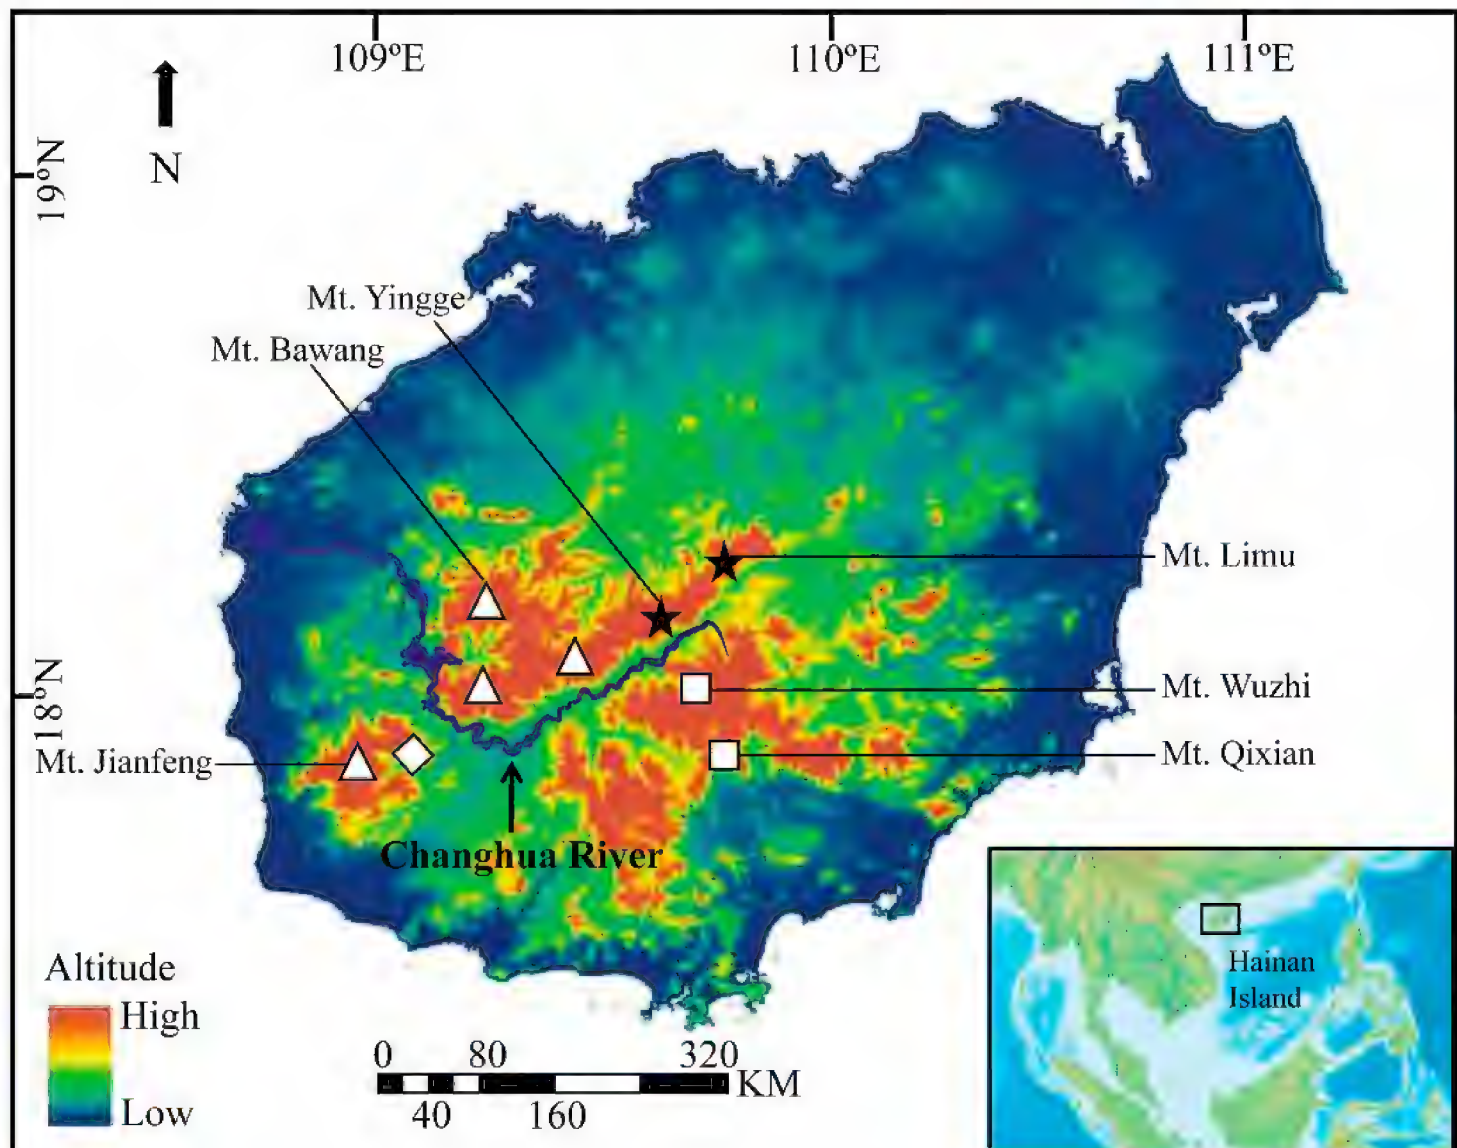 109ºE
110ºE
111ºE
N
19ºN
Mt. Yingge
Mt. Bawang
Mt. Limu
18ºN
Mt. Wuzhi
Mt. Jianfeng
Mt. Qixian
Changhua River
Hainan
Island
Altitude
High
Low
0 80 320
KM
40 160